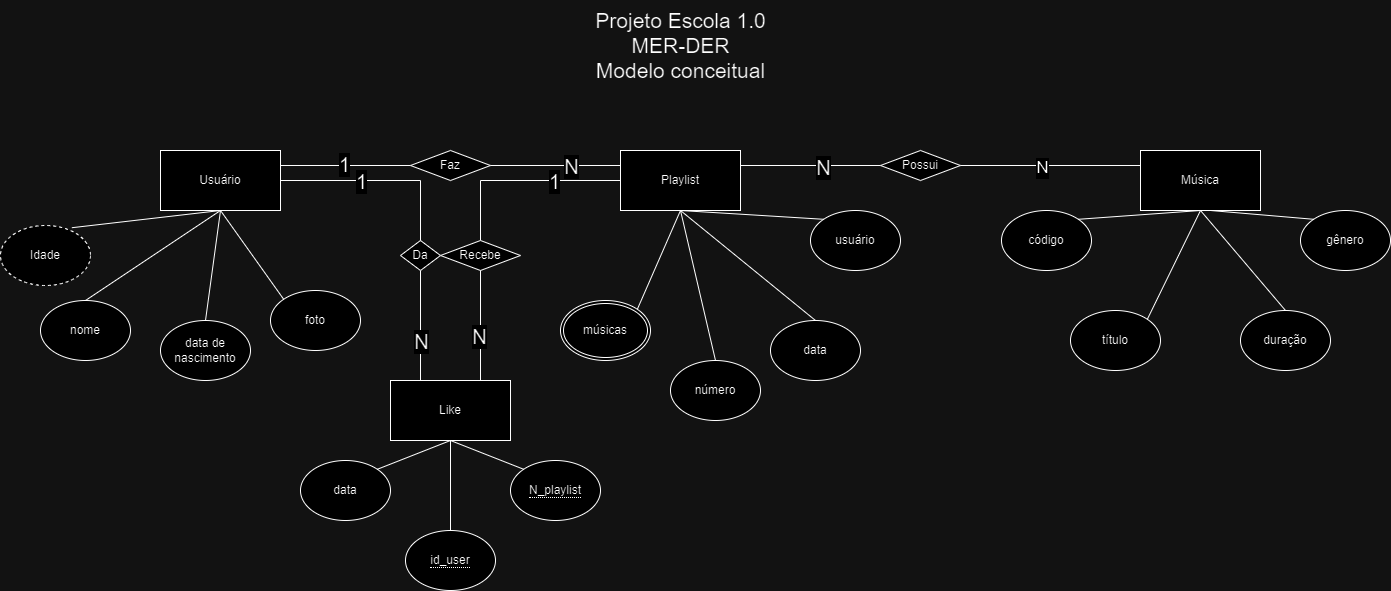 Projeto Escola 1.0
MER-DER
Modelo conceitual
Usuário
1
Faz
N
Playlist
N
Possui
N
Música
1
1
Idade
nome
data de
nascimento
foto
Da
Recebe
N
N
músicas
número
data
usuário
código
título
duração
gênero
Like
data
id_user
N_playlist